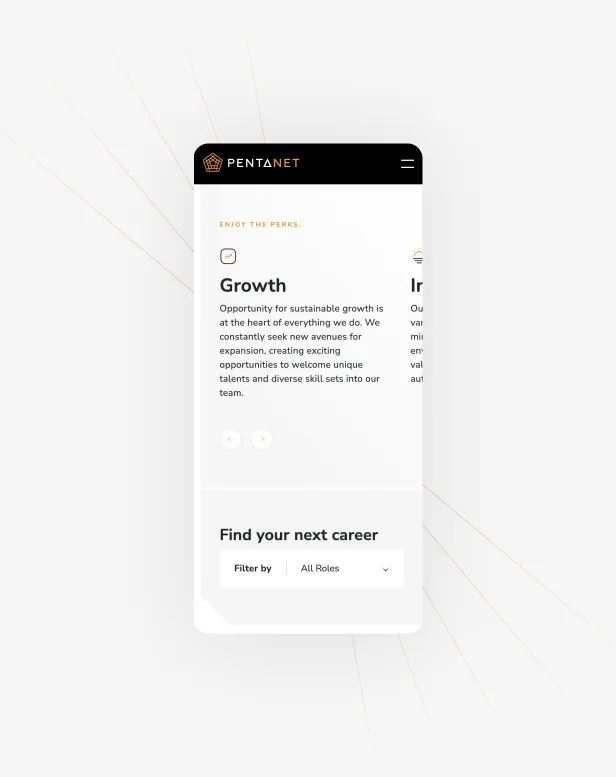 PENTANET
ENJOY THE PERKS.
Growth
Opportunity for sustainable growth is
at the heart of everything we do. We
constantly seek new avenues for
expansion, creating exciting
opportunities to welcome unique
talents and diverse skill sets into our
team.
Find your next career
Filter by All Roles